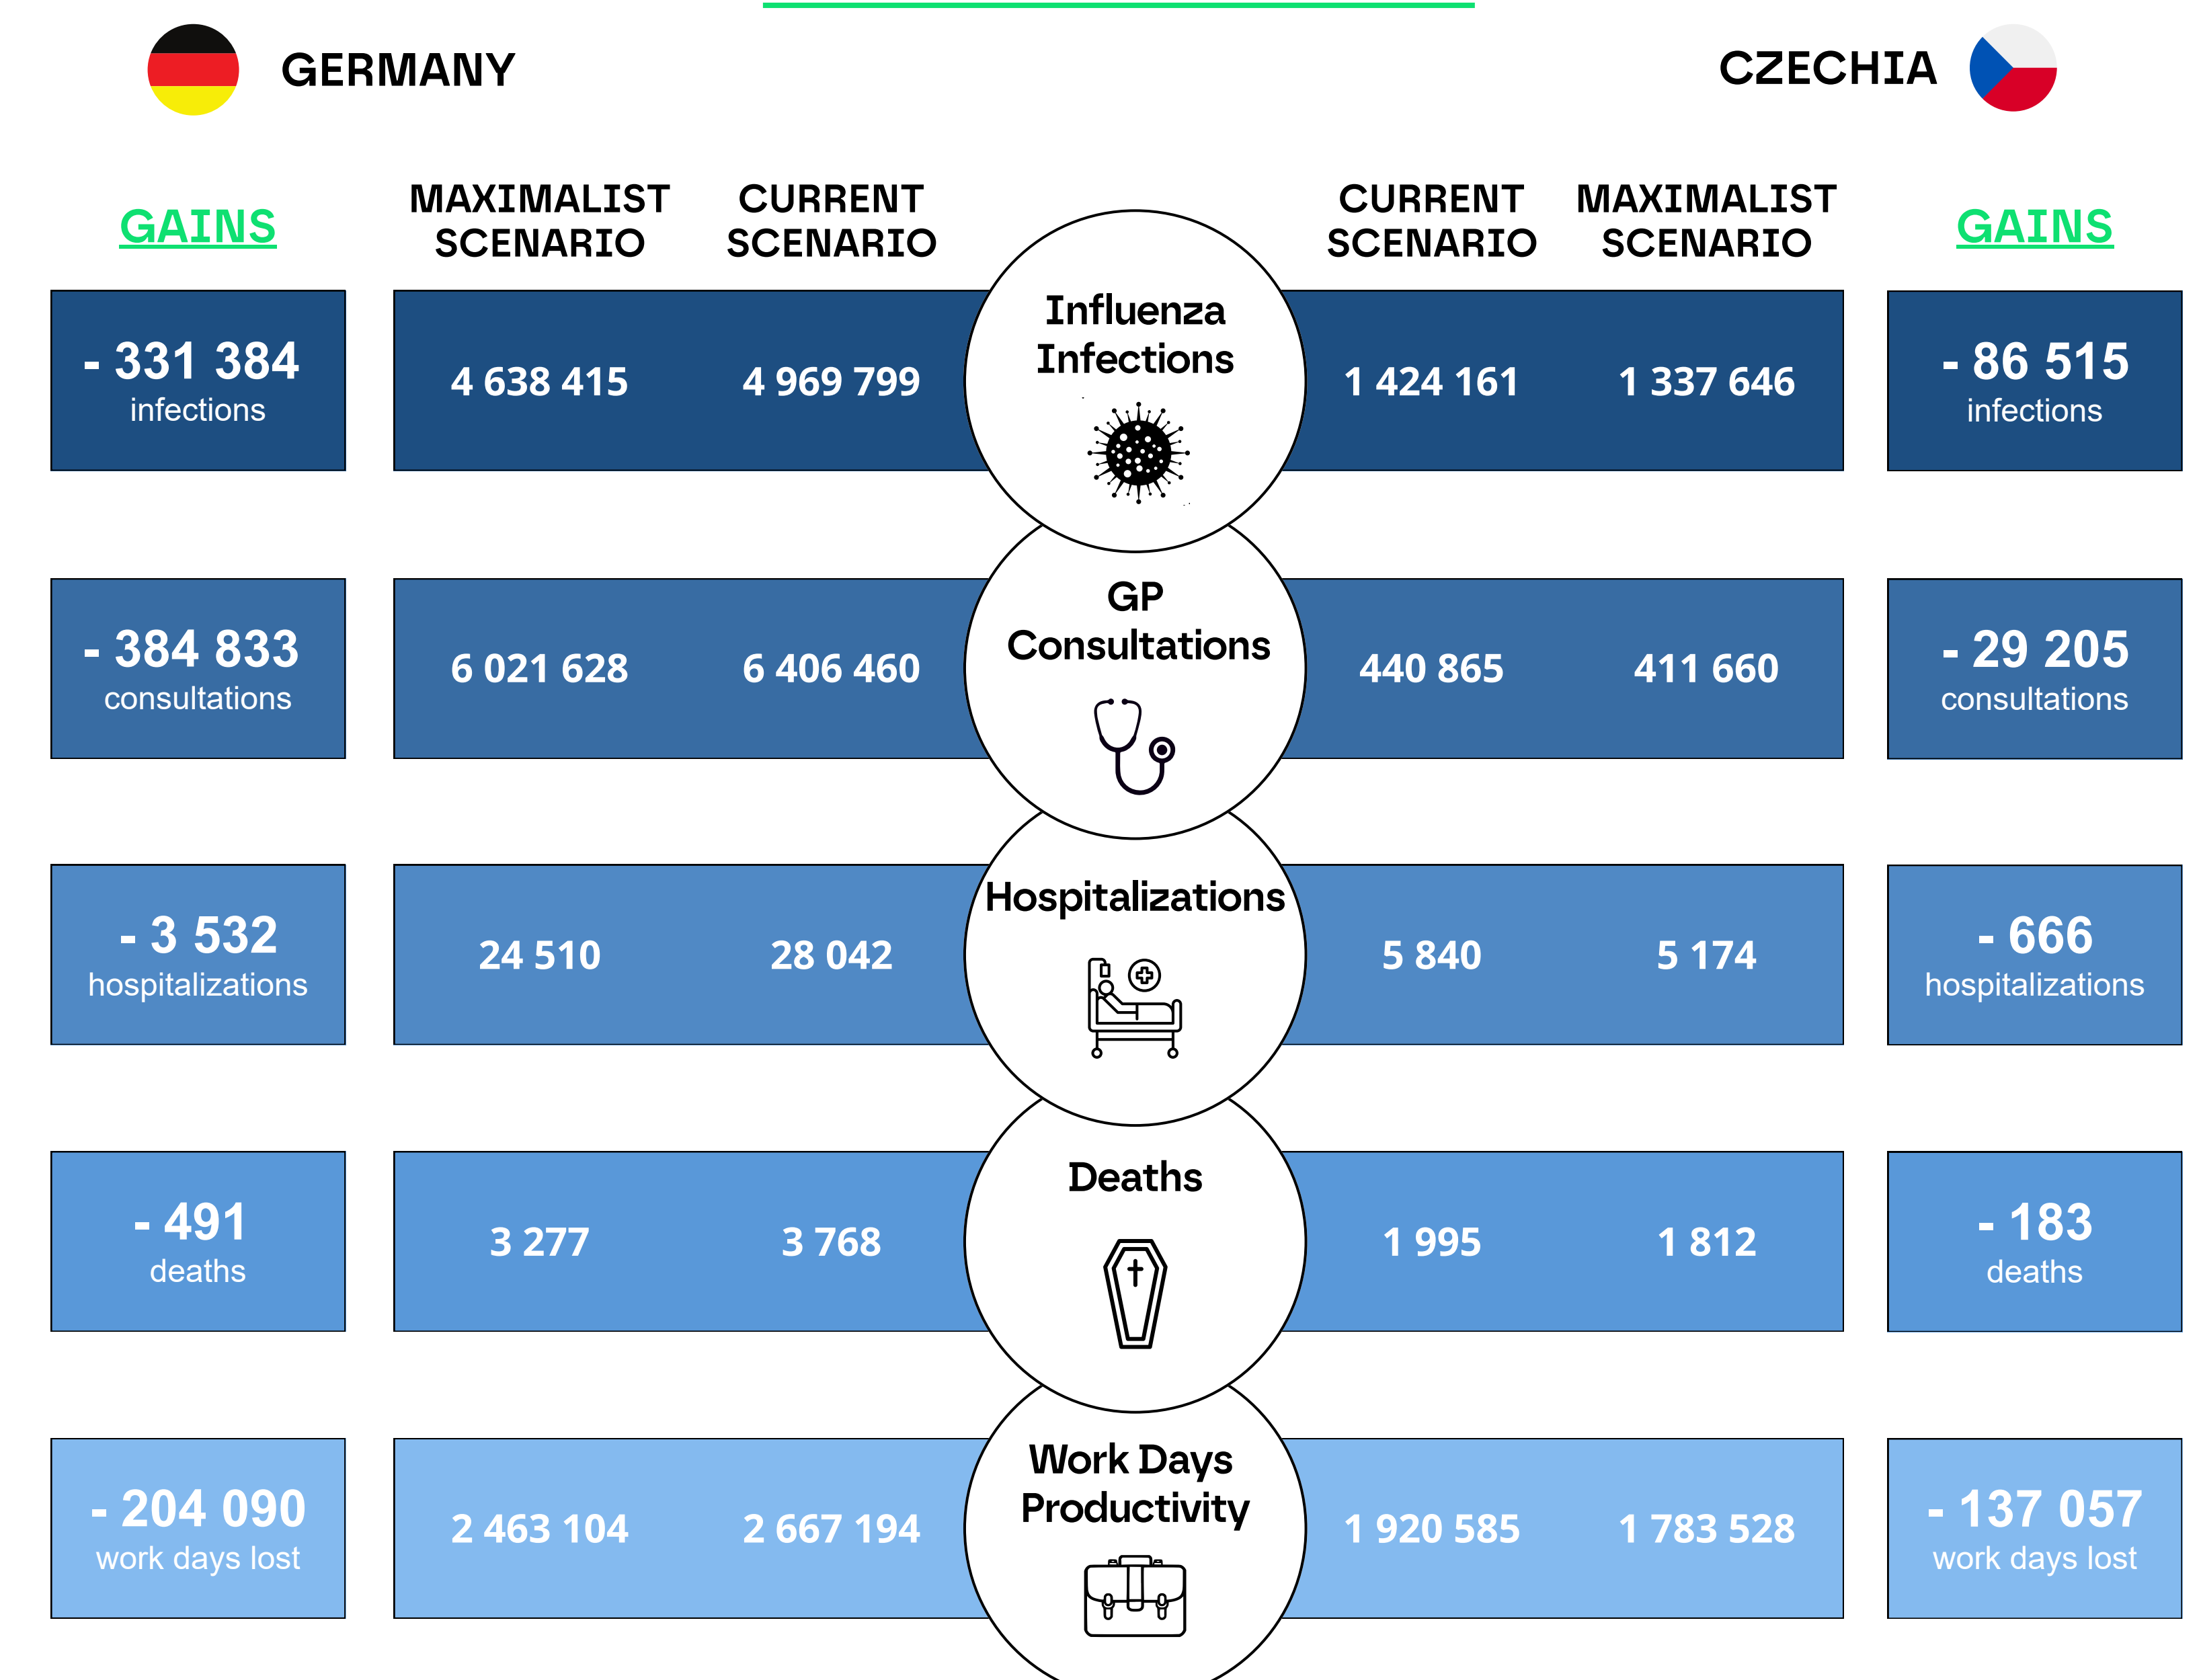 GERMANY
CZECHIA
GAINS
MAXIMALIST
SCENARIO
CURRENT
SCENARIO
CURRENT
SCENARIO
MAXIMALIST
SCENARIO
GAINS
- 331 384
infections
4 638 415
4 969 799
Influenza
Infections
1 424 161
1 337 646
- 86 515
infections
- 384 833
consultations
6 021 628
6 406 460
GP
Consultations
440 865
411 660
- 29 205
consultations
- 3 532
hospitalizations
24 510
28 042
Hospitalizations
5 840
5 174
- 666
hospitalizations
- 491
deaths
3 277
3 768
Deaths
1 995
1 812
- 183
deaths
- 204 090
work days lost
2 463 104
2 667 194
Work Days
Productivity
1 920 585
1 783 528
- 137 057
work days lost